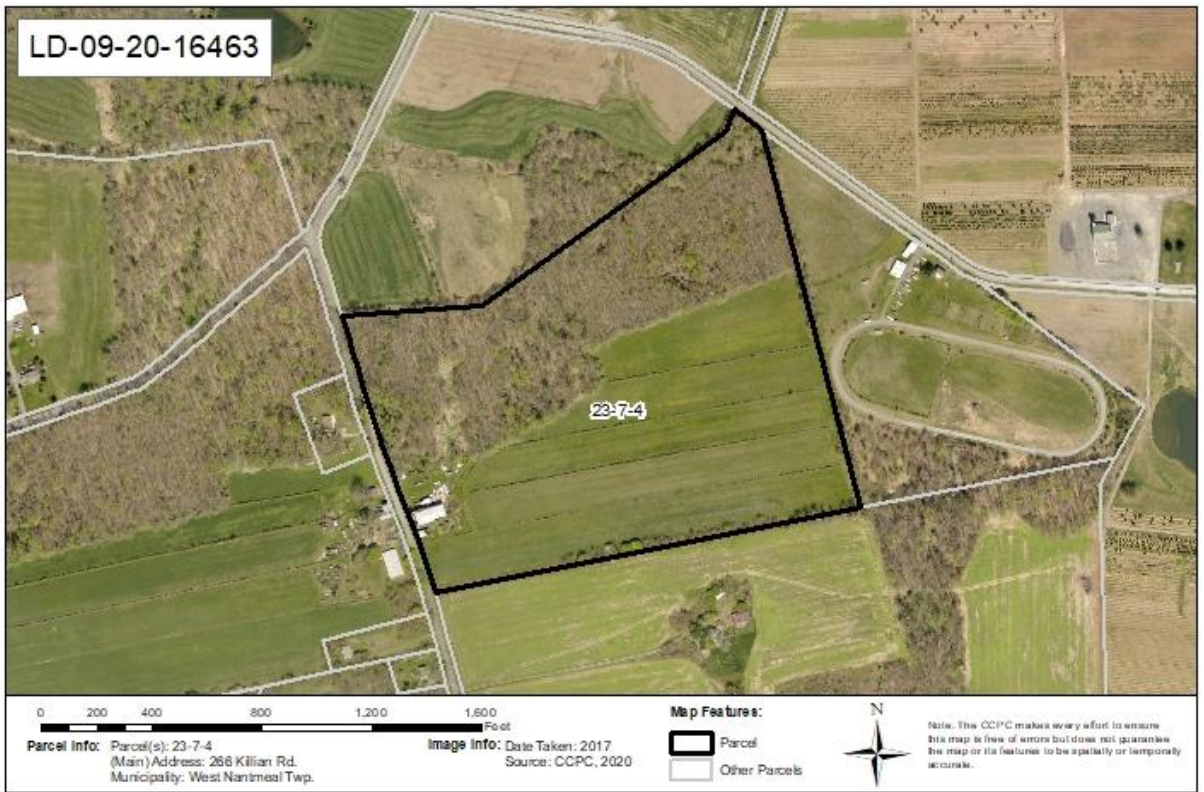 LD-09-20-16463
23-7-4
0 200 400 800 1,200 1,600
Feet
Parcel Info: Parcel(s): 23-7-4
(Main) Address: 266 Killian Rd.
Municipality: West Nantmeal Twp.
Image Info: Date Taken: 2017
Source: CCPC, 2020
Map Features:
Parcel
Other Parcels
N
Note: The CCPC makes every effort to ensure
this map is free of errors but does not guarantee
the map or its features to be spatially or temporally
accurate.